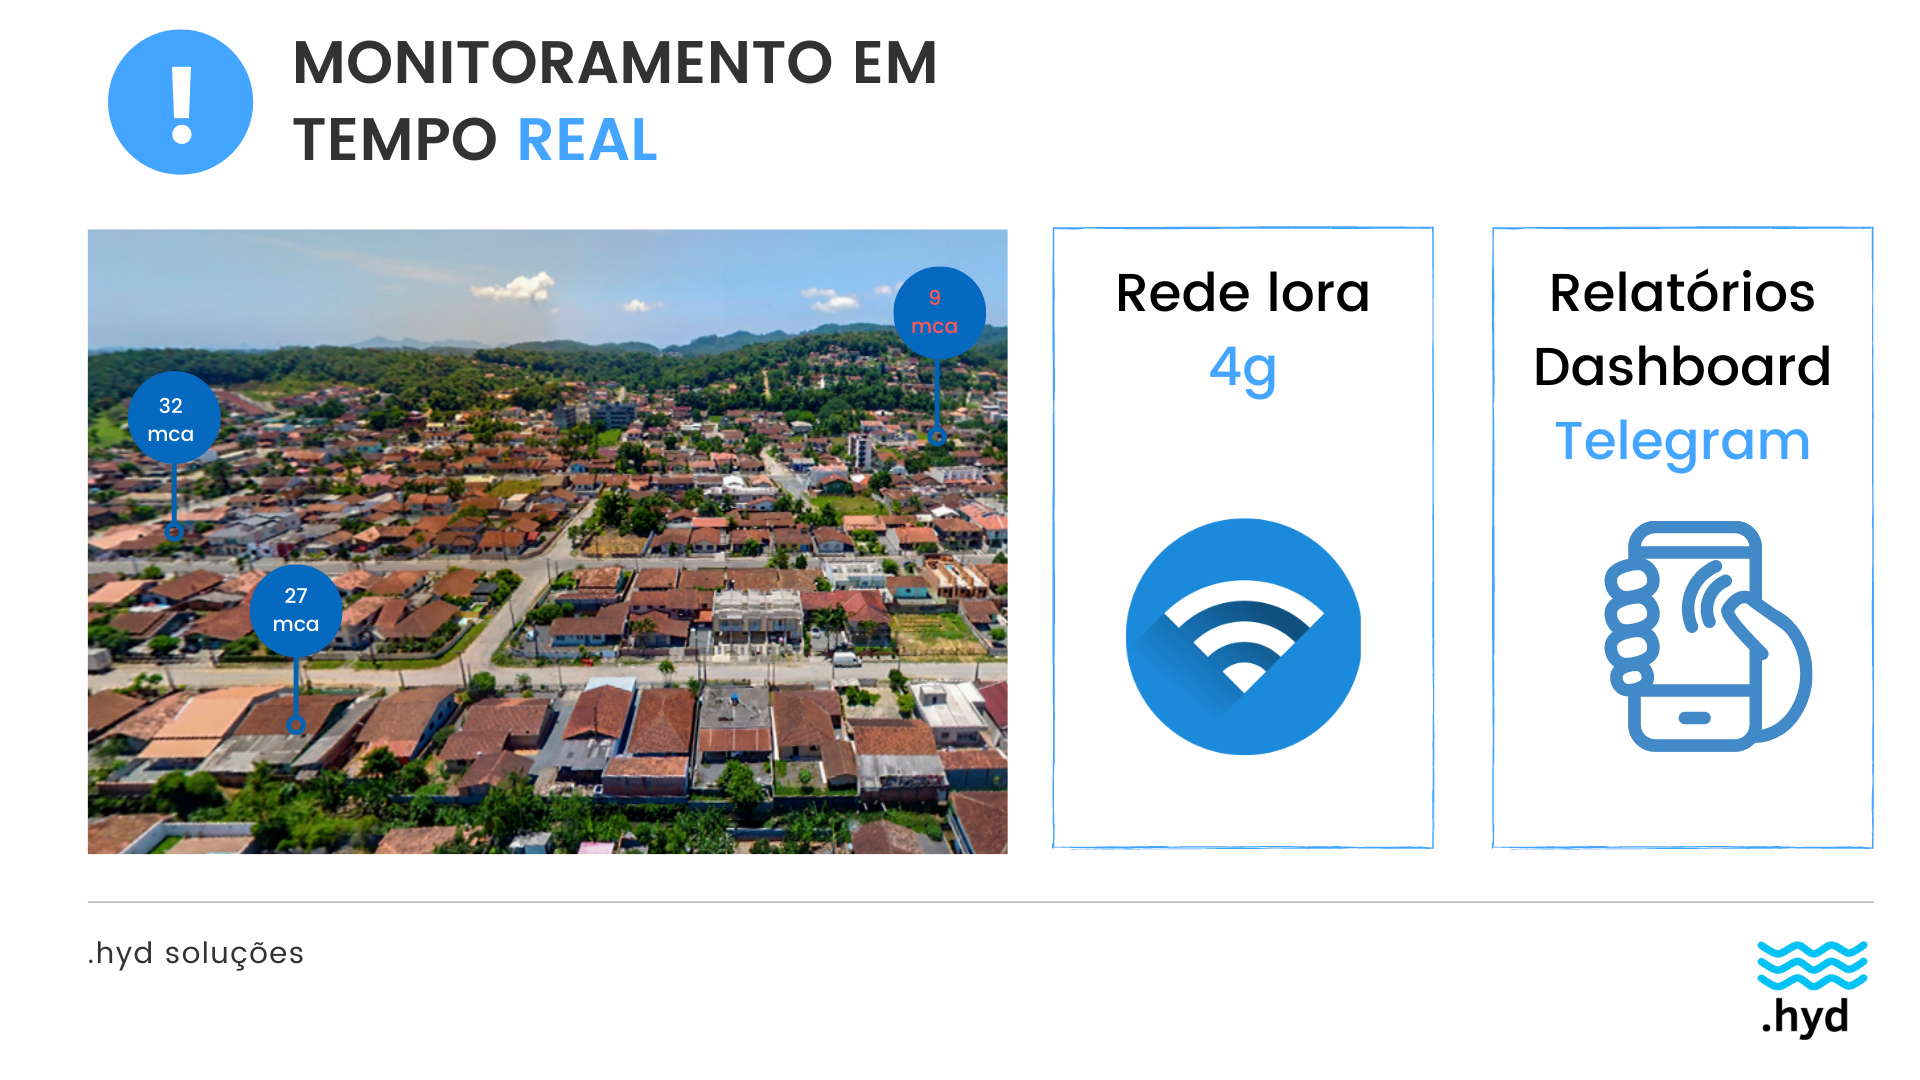 !
MONITORAMENTO EM
TEMPO REAL
9
mca
32
mca
27
mca
Rede lora
4g
Relatórios
Dashboard
Telegram
.hyd soluções
.hyd